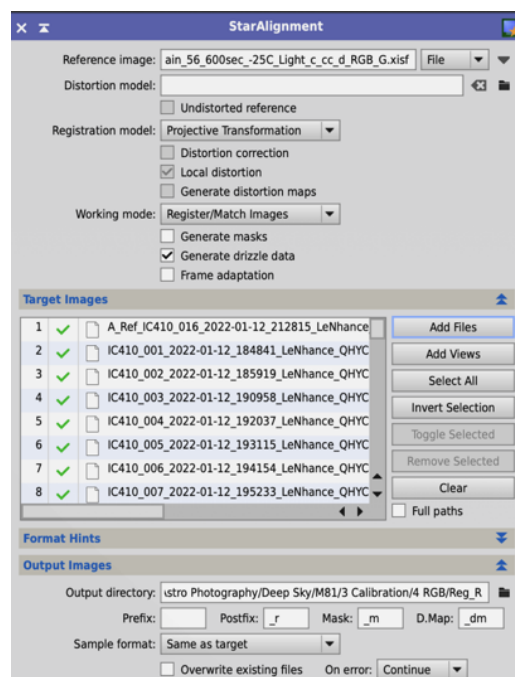 StarAlignment
Reference image: ain_56_600sec_-25C_Light_c_cc_d_RGB_G.xisf File
Distortion model:
Undistorted reference
Registration model: Projective Transformation
Distortion correction
Local distortion
Generate distortion maps
Working mode: Register/Match Images
Generate masks
Generate drizzle data
Frame adaptation
Target Images
1 A_Ref_IC410_016_2022-01-12_212815_LeNhance Add Files
2 IC410_001_2022-01-12_184841_LeNhance_QHYC Add Views
3 IC410_002_2022-01-12_185919_LeNhance_QHYC Select All
4 IC410_003_2022-01-12_190958_LeNhance_QHYC Invert Selection
5 IC410_004_2022-01-12_192037_LeNhance_QHYC Toggle Selected
6 IC410_005_2022-01-12_193115_LeNhance_QHYC Remove Selected
7 IC410_006_2022-01-12_194154_LeNhance_QHYC Clear
8 IC410_007_2022-01-12_195233_LeNhance_QHYC Full paths
Format Hints
Output Images
Output directory: \stro Photography/Deep Sky/M81/3 Calibration/4 RGB/Reg_R
Prefix: Postfix: _r Mask: _m D.Map: _dm
Sample format: Same as target
Overwrite existing files On error: Continue